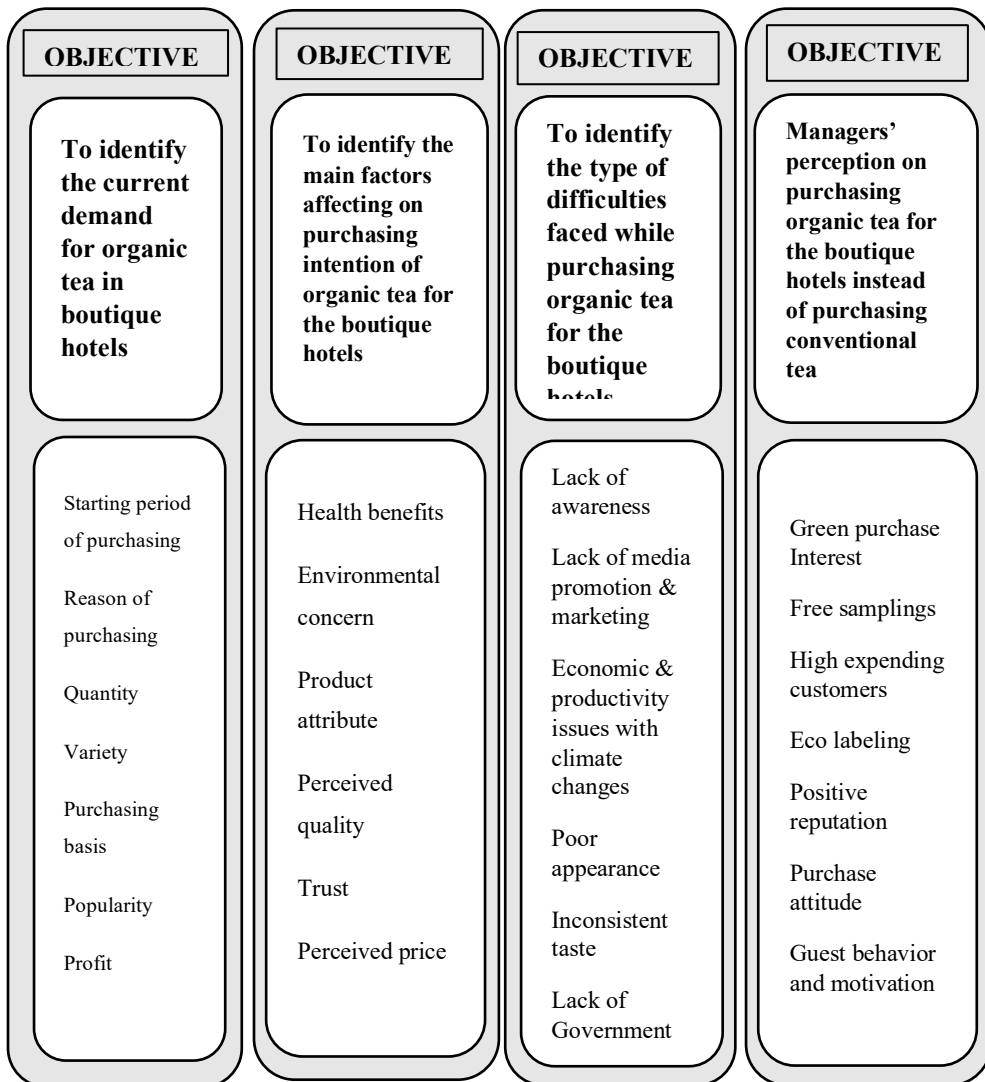 OBJECTIVE
To identify
the current
demand
for organic
tea in
boutique
hotels
Starting period
of purchasing
Reason of
purchasing
Quantity
Variety
Purchasing
basis
Popularity
Profit
OBJECTIVE
To identify the
main factors
affecting on
purchasing
intention of
organic tea for
the boutique
hotels
Health benefits
Environmental
concern
Product
attribute
Perceived
quality
Trust
Perceived price
OBJECTIVE
To identify
the type of
difficulties
faced while
purchasing
organic tea
for the
boutique
hotels
Lack of
awareness
Lack of media
promotion &
marketing
Economic &
productivity
issues with
climate
changes
Poor
appearance
Inconsistent
taste
Lack of
Government
OBJECTIVE
Managers’
perception on
purchasing
organic tea for
the boutique
hotels instead
of purchasing
conventional
tea
Green purchase
Interest
Free samplings
High expending
customers
Eco labeling
Positive
reputation
Purchase
attitude
Guest behavior
and motivation